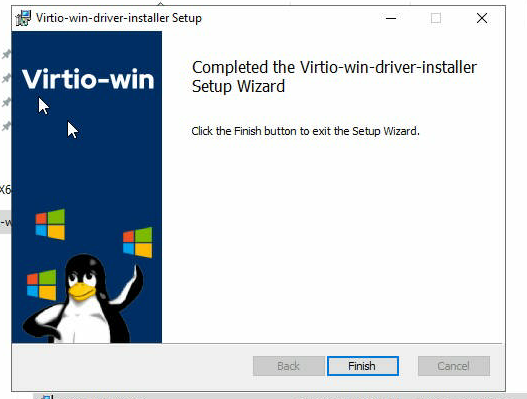 Virtio-win-driver-installer Setup
Virtio-win
Completed the Virtio-win-driver-installer
Setup Wizard
Click the Finish button to exit the Setup Wizard.
X6
-w
Back
Finish
Cancel